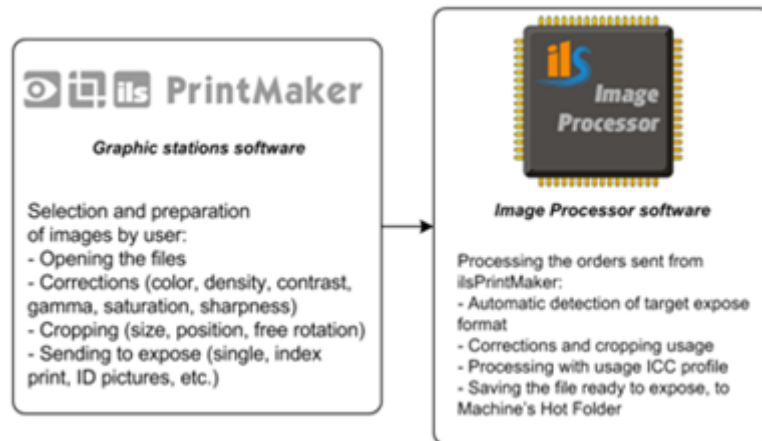 ils PrintMaker
Graphic stations software
Selection and preparation
of images by user:
- Opening the files
- Corrections (color, density, contrast,
gamma, saturation, sharpness)
- Cropping (size, position, free rotation)
- Sending to expose (single, index
print, ID pictures, etc.)
ils
Image
Processor
Image Processor software
Processing the orders sent from
ilsPrintMaker:
- Automatic detection of target expose
format
- Corrections and cropping usage
- Processing with usage ICC profile
- Saving the file ready to expose, to
Machine's Hot Folder